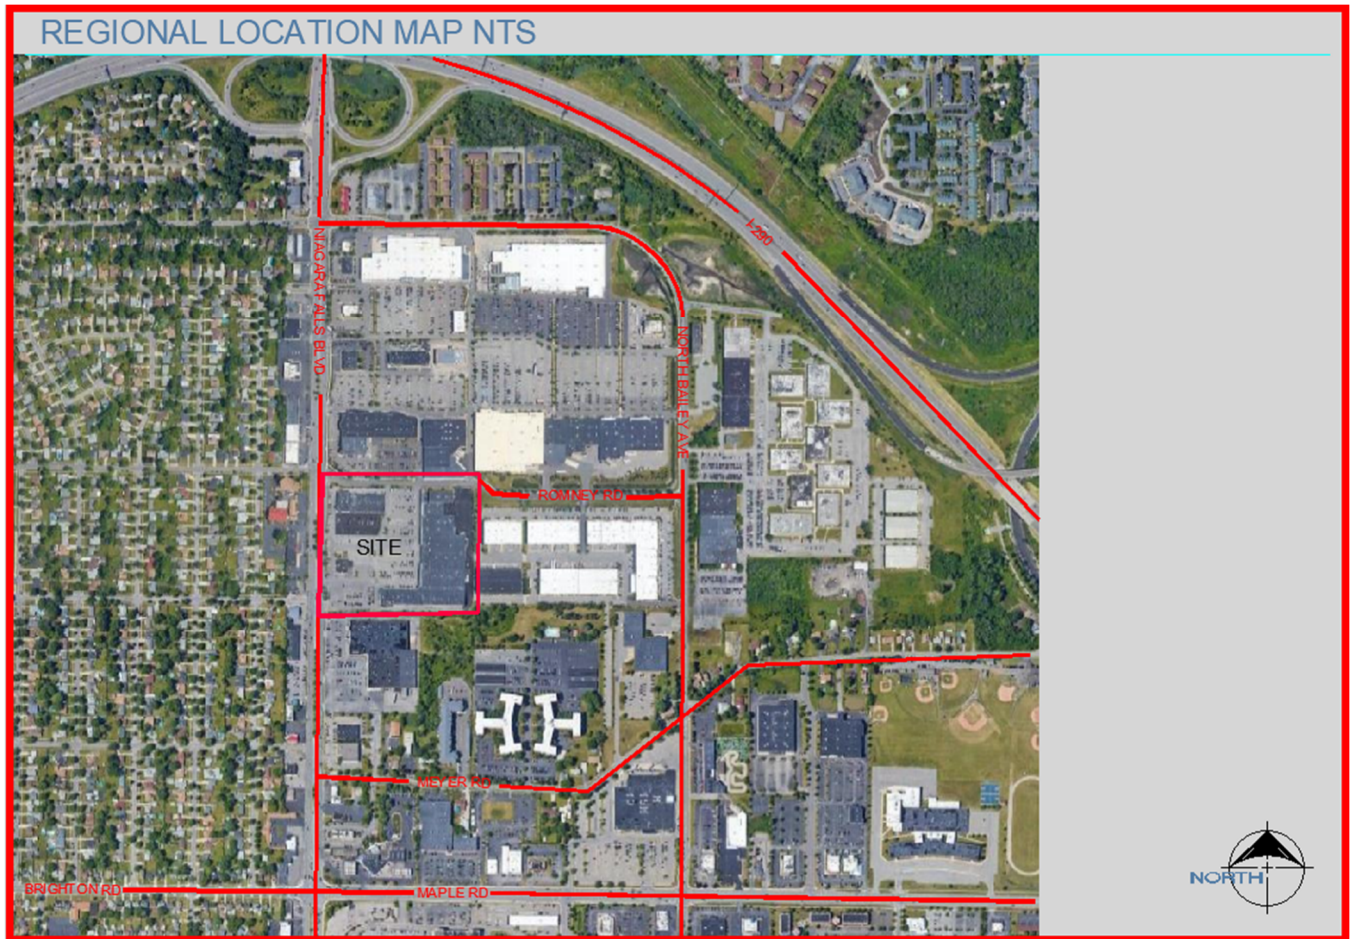 REGIONAL LOCATION MAP NTS
I-290
NIAGARA FALLS BLVD
NORTH BAILEY AVE
ROMNEY RD
SITE
MEYER RD
NORTH
BRIGHTON RD
MAPLE RD